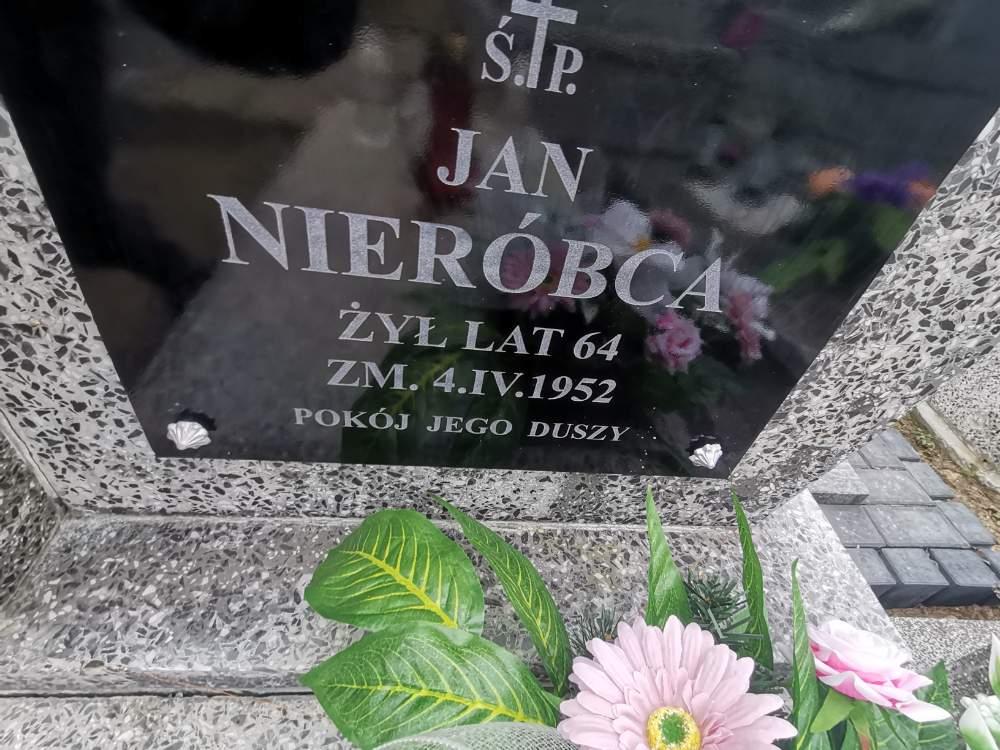 Ś.P.
JAN
NIERÓBCA
ŻYŁ LAT 64
ZM. 4.IV.1952
POKÓJ JEGO DUSZY